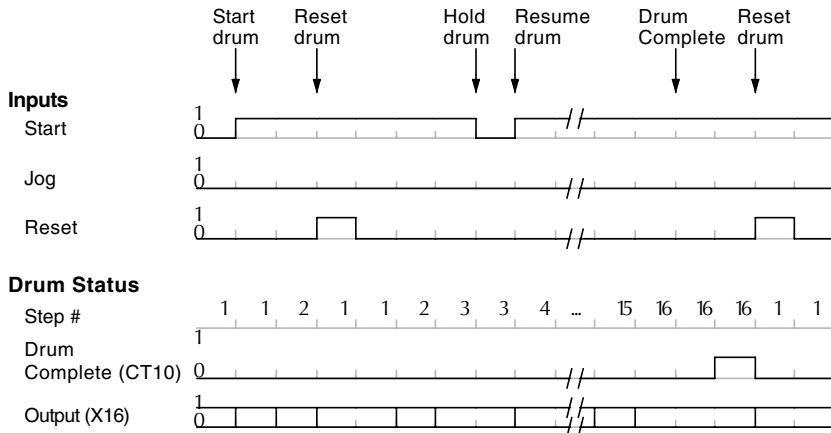 Start Reset Hold Resume Drum Reset
drum drum drum drum Complete drum
Inputs
1
0
Start
1
0
Jog
1
0
Reset
Drum Status
Step # 1 1 2 1 1 2 3 3 4 ... 15 16 16 16 1 1
1
0
Drum
Complete (CT10)
1
0
Output (X16)